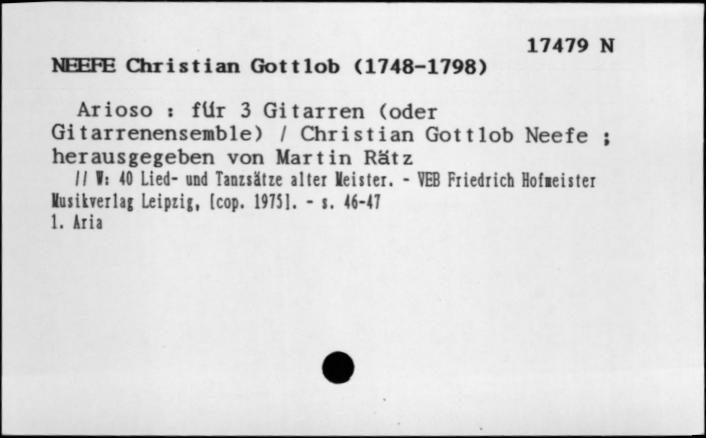 17479 N
NEEFE Christian Gottlob (1748-1798)
Arioso : für 3 Gitarren (oder
Gitarrenensemble) / Christian Gottlob Neefe ;
herausgegeben von Martin Rätz
// W: 40 Lied- und Tanzsätze alter Meister. - VEB Friedrich Hofmeister
Musikverlag Leipzig, [cop. 1975]. - s. 46-47
1. Aria